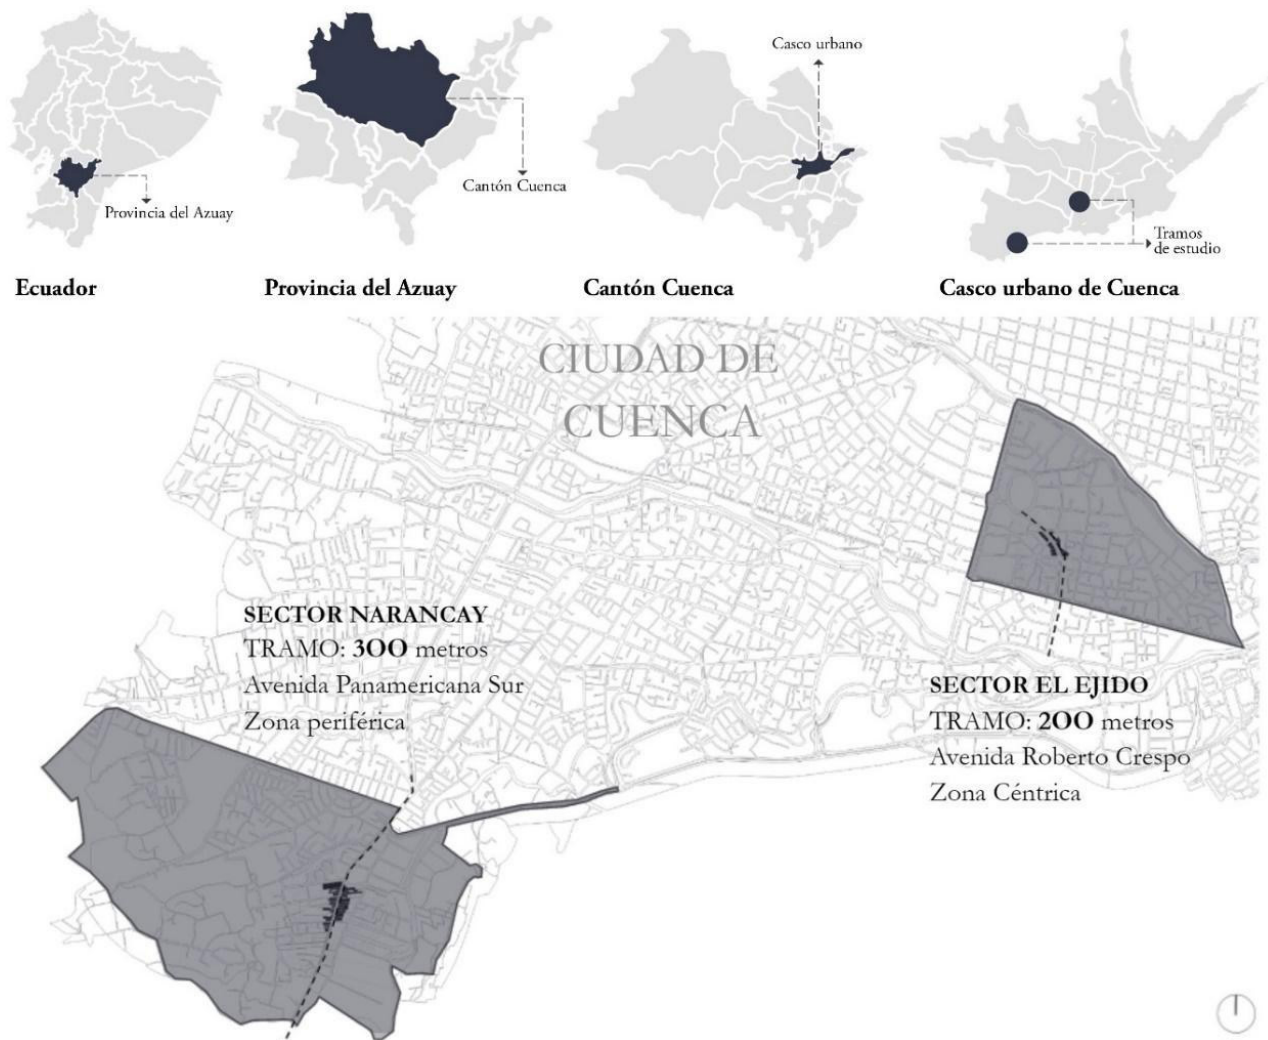 Casco urbano
Provincia del Azuay
Cantón Cuenca
Tramos
de estudio
Ecuador
Provincia del Azuay
Cantón Cuenca
Casco urbano de Cuenca
CIUDAD DE
CUENCA
SECTOR NARANCAY
TRAMO: 300 metros
Avenida Panamericana Sur
Zona periférica
SECTOR EL EJIDO
TRAMO: 200 metros
Avenida Roberto Crespo
Zona Céntrica